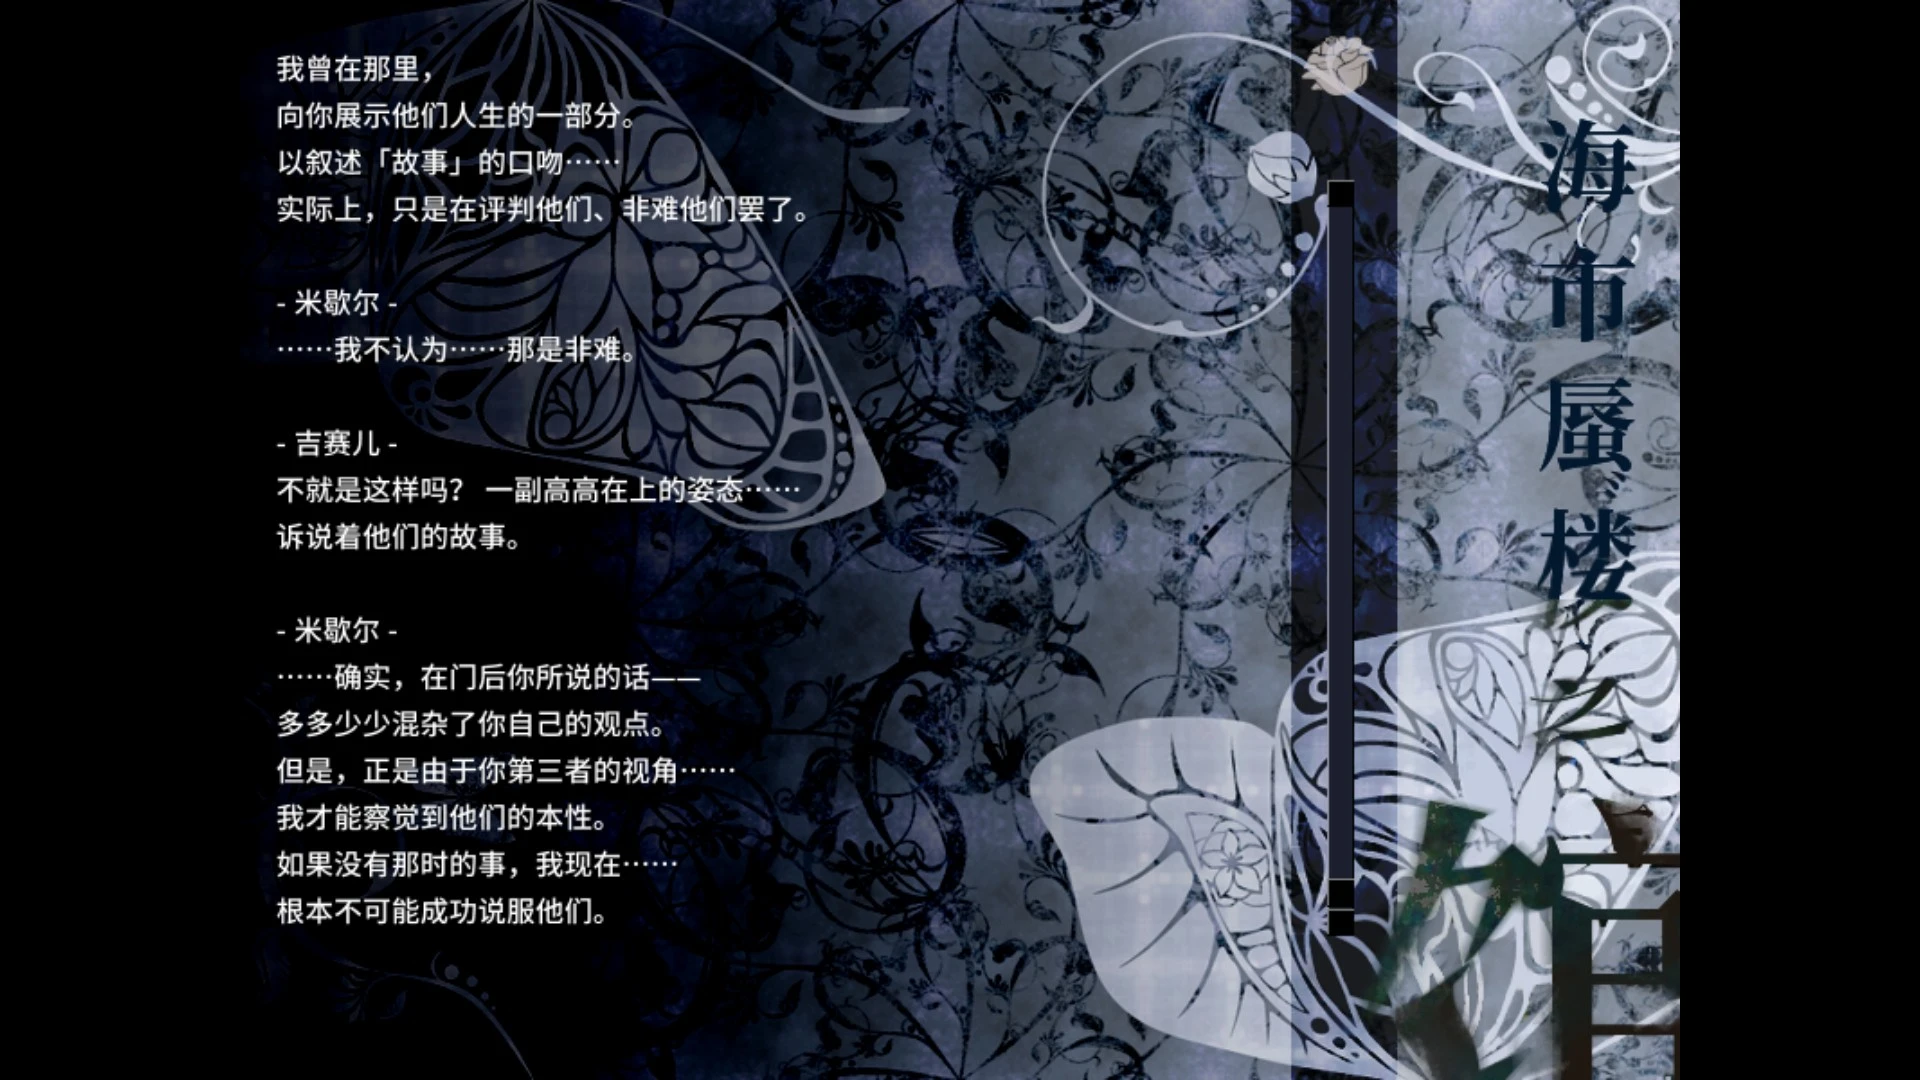 我曾在那里，
向你展示他们人生的一部分。
以叙述「故事」的口吻……
实际上，只是在评判他们、非难他们罢了。
- 米歇尔 -
……我不认为……那是非难。
- 吉赛儿 -
不就是这样吗？ 一副高高在上的姿态……
诉说着他们的故事。
- 米歇尔 -
……确实，在门后你所说的话——
多多少少混杂了你自己的观点。
但是，正是由于你第三者的视角……
我才能察觉到他们的本性。
如果没有那时的事，我现在……
根本不可能成功说服他们。
海市蜃楼之馆